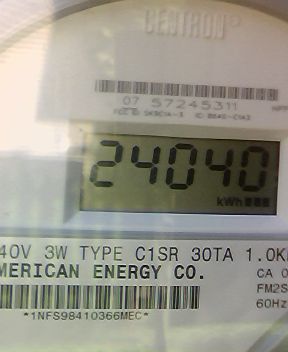 CENTRON®
07 57245311
24040
kWh
40V 3W TYPE C1SR 30TA 1.0K
MERICAN ENERGY CO.
CA 0
FM2S
60Hz
*1NFS98410366MEC*